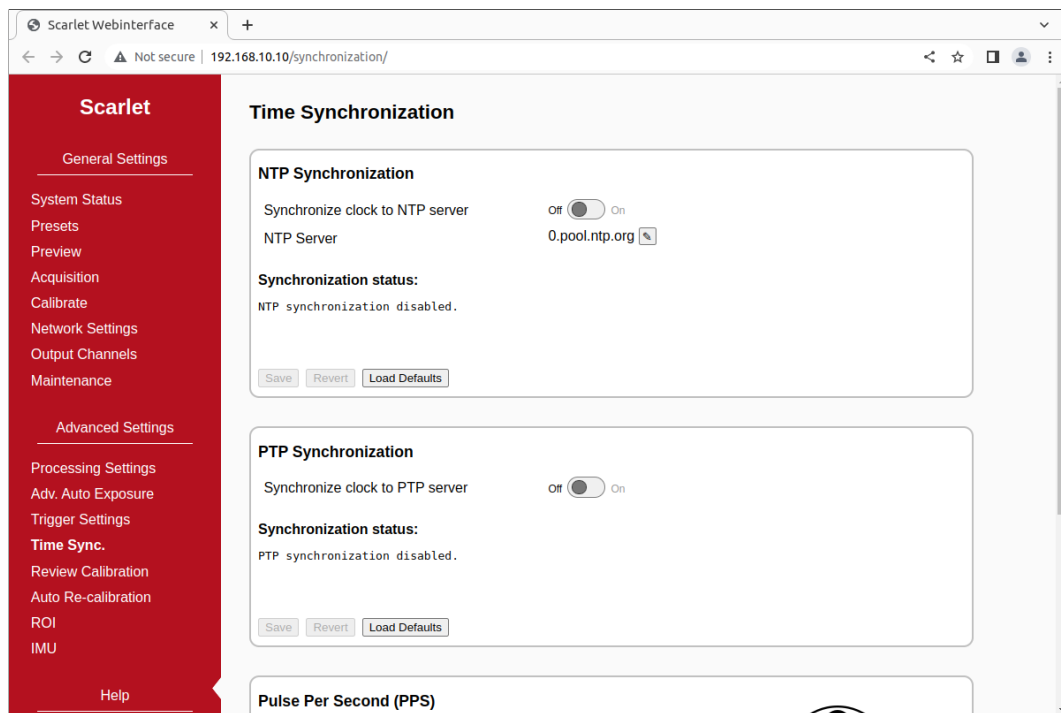 Scarlet Webinterface
Not secure 192.168.10.10/synchronization/
Scarlet
General Settings
System Status
Presets
Preview
Acquisition
Calibrate
Network Settings
Output Channels
Maintenance
Advanced Settings
Processing Settings
Adv. Auto Exposure
Trigger Settings
Time Sync.
Review Calibration
Auto Re-calibration
ROI
IMU
Help
Time Synchronization
NTP Synchronization
Synchronize clock to NTP server Off On
NTP Server 0.pool.ntp.org
Synchronization status:
NTP synchronization disabled.
Save Revert Load Defaults
PTP Synchronization
Synchronize clock to PTP server Off On
Synchronization status:
PTP synchronization disabled.
Save Revert Load Defaults
Pulse Per Second (PPS)